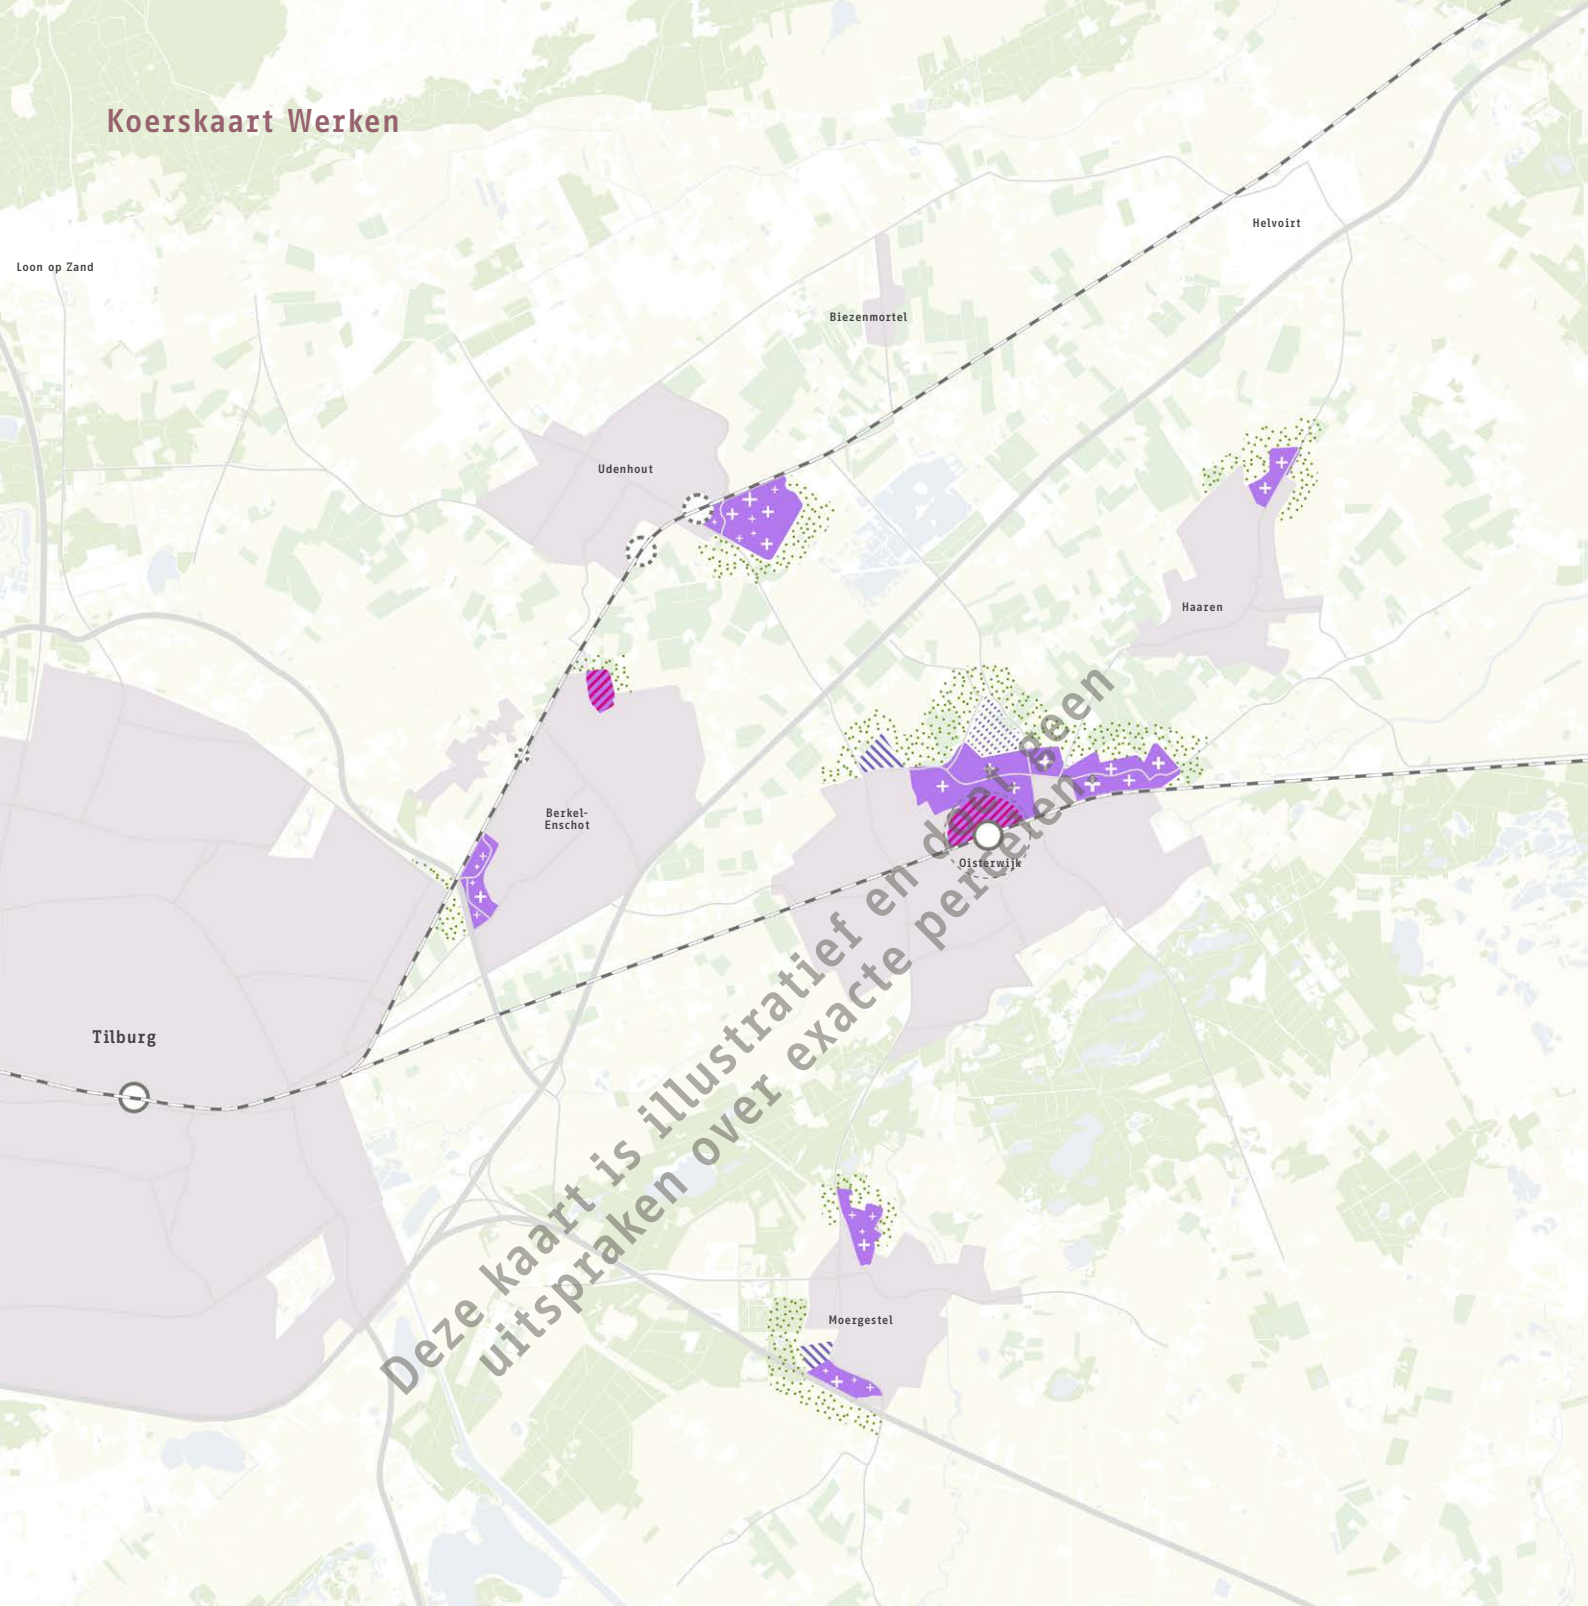 Koerskaart Werken
Helvoirt
Loon op Zand
Biezenmortel
Udenhout
Haaren
Berkel-
Enschot
Oisterwijk
Tilburg
Moergestel
Deze kaart is illustratief en doet geen
uitspraken over exacte percelen